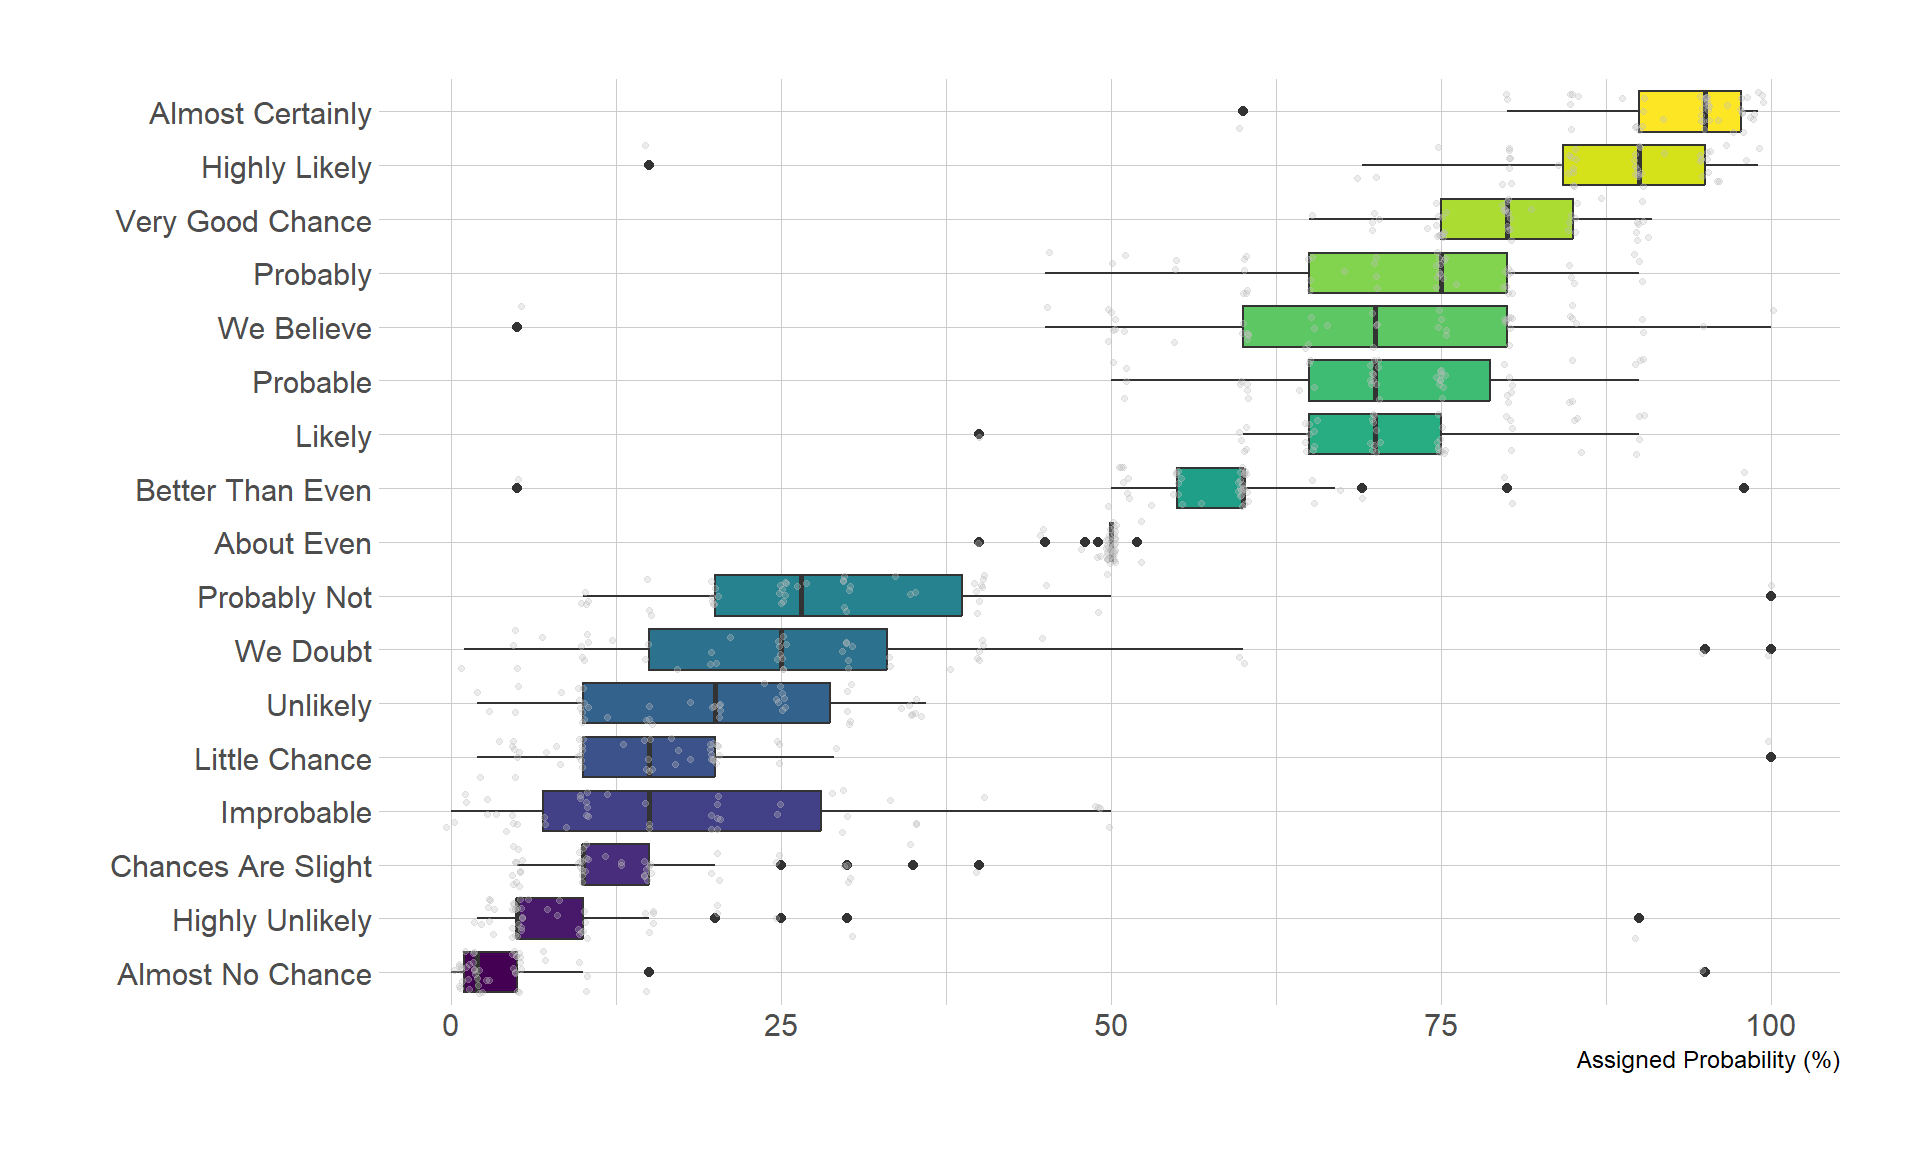 Almost Certainly
Highly Likely
Very Good Chance
Probably
We Believe
Probable
Likely
Better Than Even
About Even
Probably Not
We Doubt
Unlikely
Little Chance
Improbable
Chances Are Slight
Highly Unlikely
Almost No Chance
0 25 50 75 100
Assigned Probability (%)